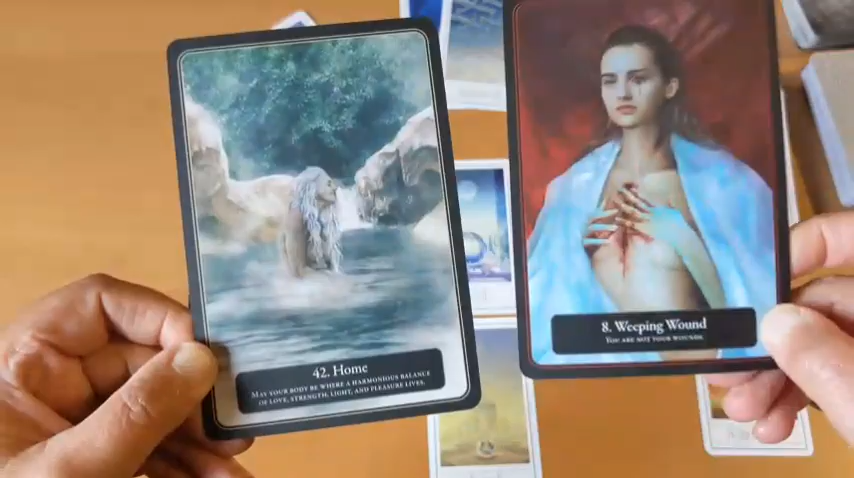 42. Home
May your body be where a harmonious balance
of love, strength, light, and pleasure lives.
8. Weeping Wound
You are not your wounds.